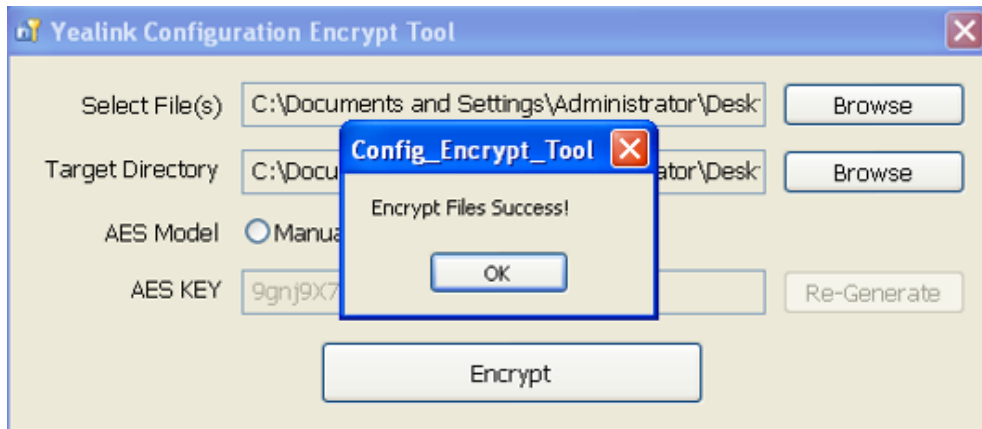 Yealink Configuration Encrypt Tool
Select File(s) C:\Documents and Settings\Administrator\Desk Browse
Config_Encrypt_Tool
Target Directory C:\Docu ator\Desk Browse
Encrypt Files Success!
AES Model Manua
OK
AES KEY 9gnj9X7 Re-Generate
Encrypt